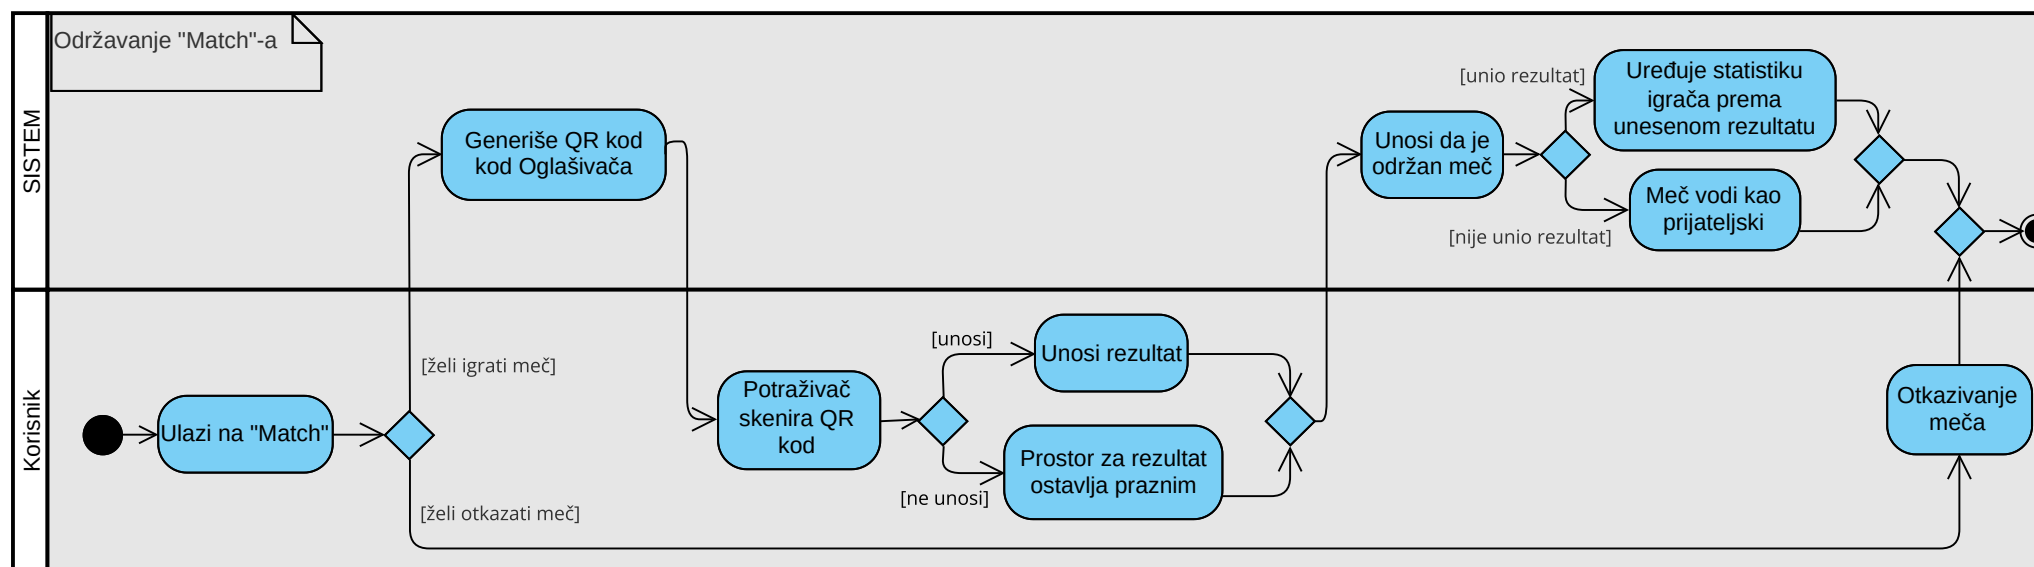 Održavanje "Match"-a
SISTEM
Generiše QR kod
kod Oglašivača
Unosi da je
održan meč
[unio rezultat]
Uređuje statistiku
igrača prema
unesenom rezultatu
Meč vodi kao
prijateljski
[nije unio rezultat]
Korisnik
Ulazi na "Match"
[želi igrati meč]
[želi otkazati meč]
Potraživač
skenira QR
kod
[unosi]
Unosi rezultat
[ne unosi]
Prostor za rezultat
ostavlja praznim
Otkazivanje
meča